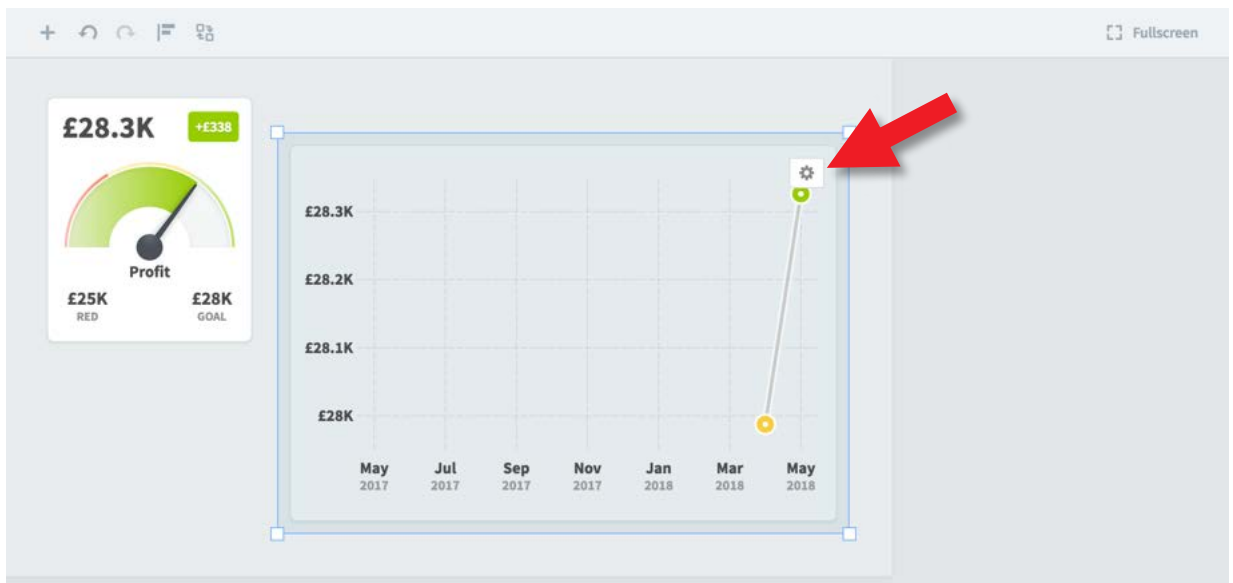 Fullscreen
£28.3K +£338
Profit
£25K £28K
RED GOAL
£28.3K
£28.2K
£28.1K
£28K
May Jul Sep Nov Jan Mar May
2017 2017 2017 2017 2018 2018 2018